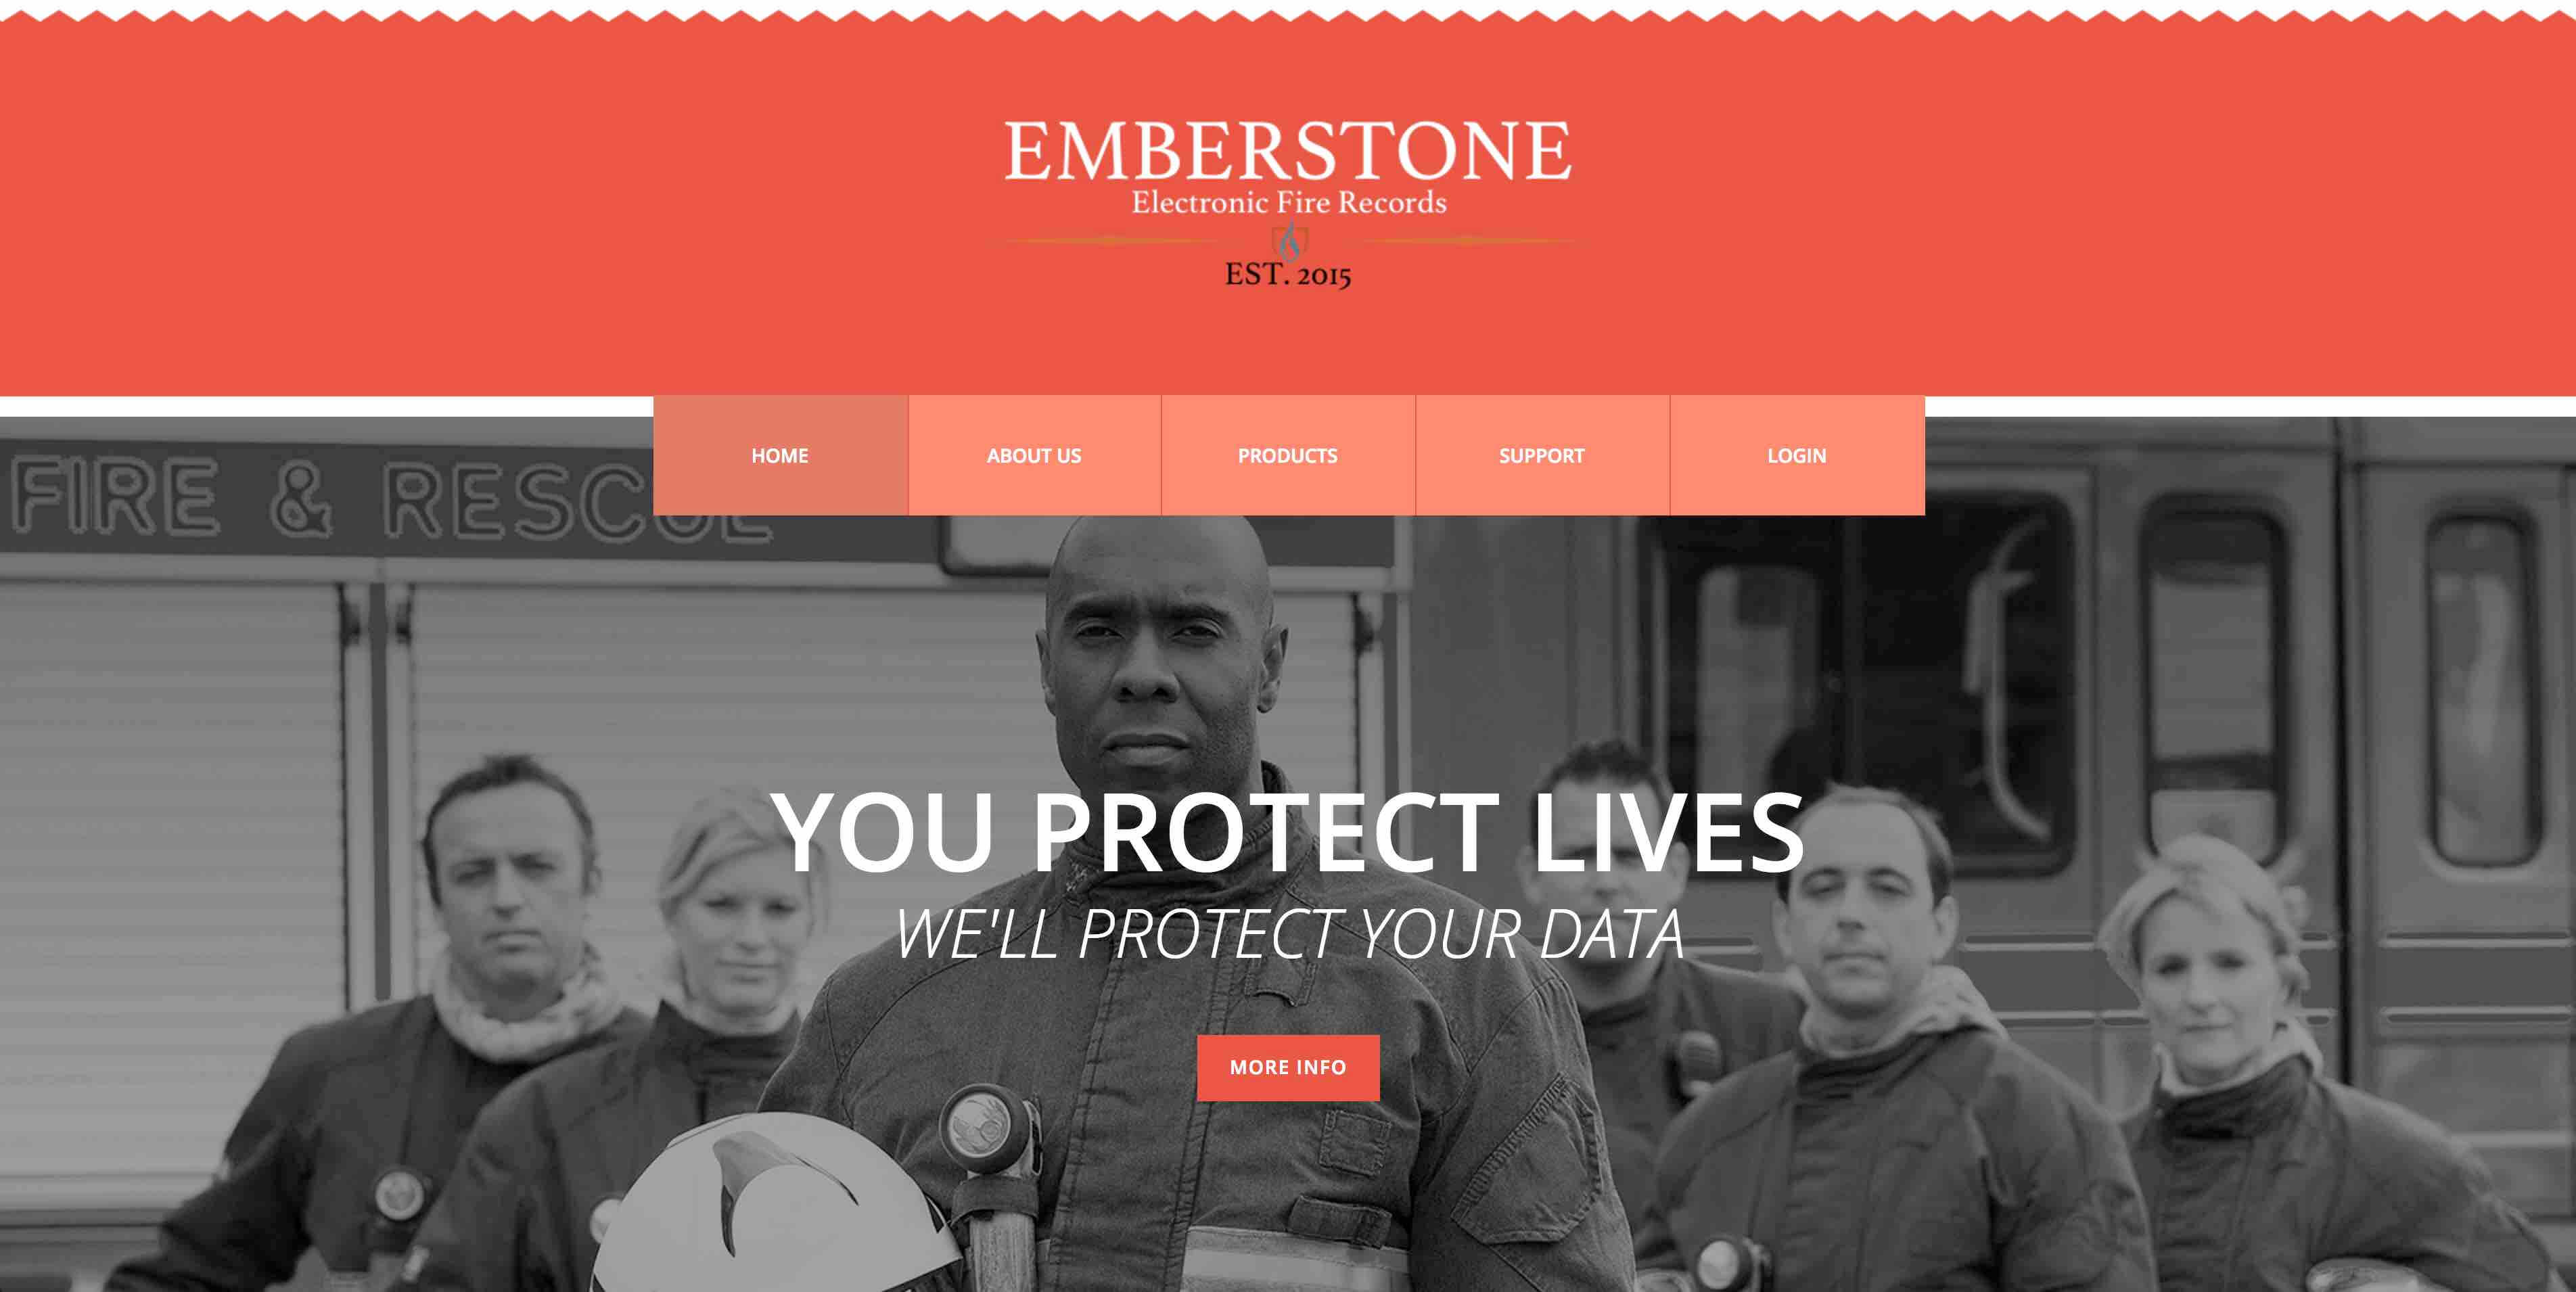 EMBERSTONE
Electronic Fire Records
EST. 2015
HOME
ABOUT US
PRODUCTS
SUPPORT
LOGIN
FIRE & RESCUE
YOU PROTECT LIVES
WE'LL PROTECT YOUR DATA
MORE INFO